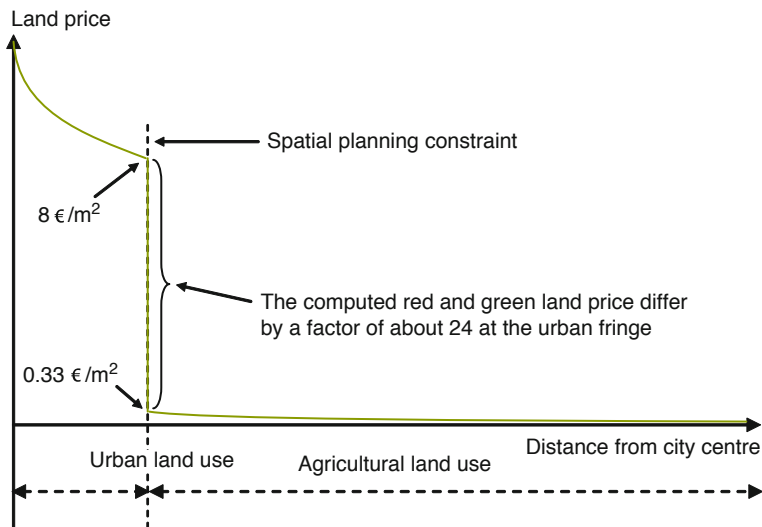 Land price
Spatial planning constraint
8 €/m²
The computed red and green land price differ
by a factor of about 24 at the urban fringe
0.33 €/m²
Distance from city centre
Urban land use
Agricultural land use